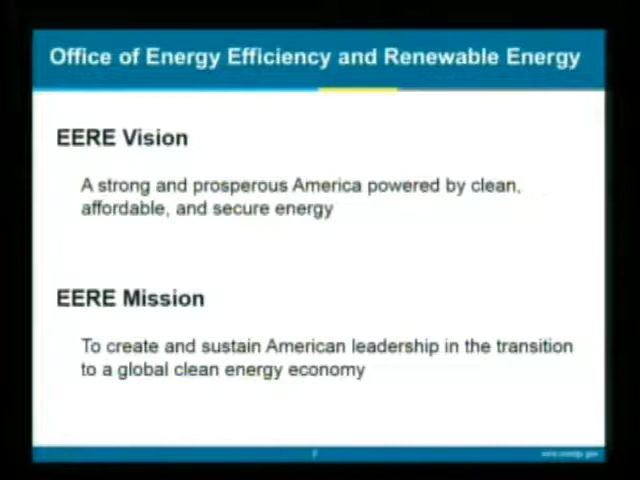 Office of Energy Efficiency and Renewable Energy
EERE Vision
A strong and prosperous America powered by clean,
affordable, and secure energy
EERE Mission
To create and sustain American leadership in the transition
to a global clean energy economy